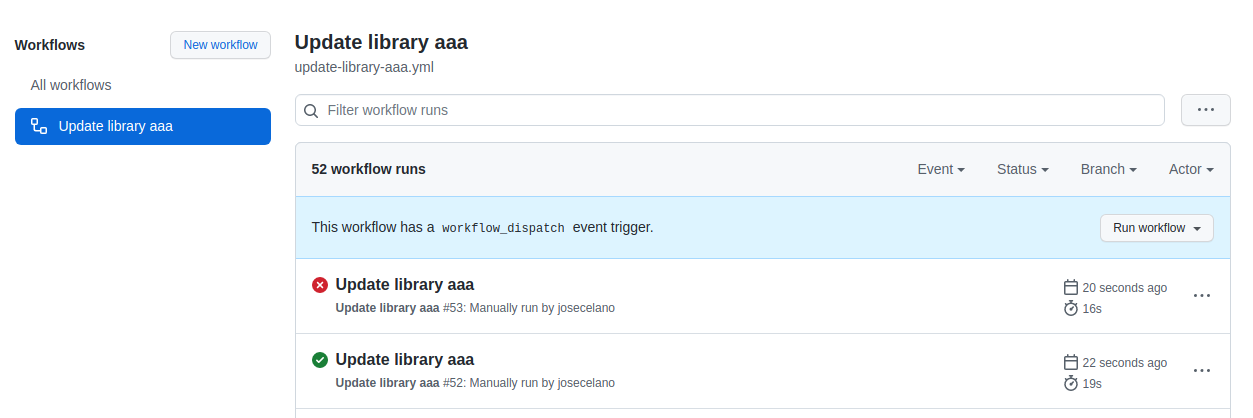 Workflows
New workflow
All workflows
Update library aaa
Update library aaa
update-library-aaa.yml
Filter workflow runs
52 workflow runs
Event
Status
Branch
Actor
This workflow has a workflow_dispatch event trigger.
Run workflow
Update library aaa
Update library aaa #53: Manually run by josecelano
20 seconds ago
16s
Update library aaa
Update library aaa #52: Manually run by josecelano
22 seconds ago
19s